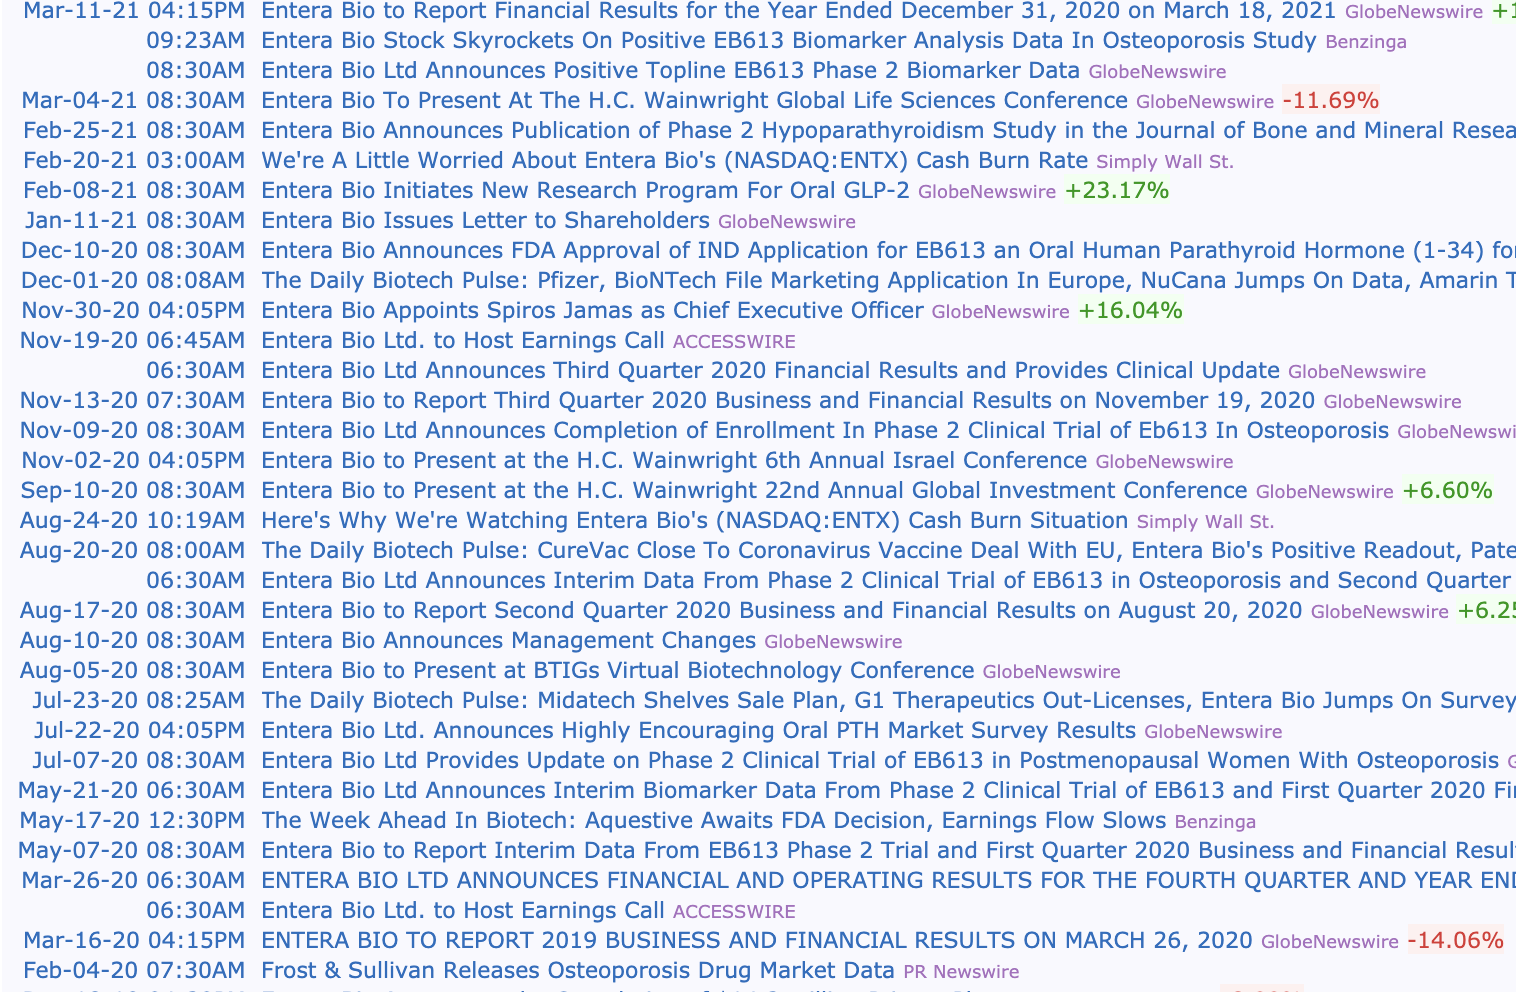 Mar-11-21 04:15PM Entera Bio to Report Financial Results for the Year Ended December 31, 2020 on March 18, 2021 GlobeNewswire
09:23AM Entera Bio Stock Skyrockets On Positive EB613 Biomarker Analysis Data In Osteoporosis Study Benzinga
08:30AM Entera Bio Ltd Announces Positive Topline EB613 Phase 2 Biomarker Data GlobeNewswire
Mar-04-21 08:30AM Entera Bio To Present At The H.C. Wainwright Global Life Sciences Conference GlobeNewswire -11.69%
Feb-25-21 08:30AM Entera Bio Announces Publication of Phase 2 Hypoparathyroidism Study in the Journal of Bone and Mineral
Feb-20-21 03:00AM We're A Little Worried About Entera Bio's (NASDAQ:ENTX) Cash Burn Rate Simply Wall St.
Feb-08-21 08:30AM Entera Bio Initiates New Research Program For Oral GLP-2 GlobeNewswire +23.17%
Jan-11-21 08:30AM Entera Bio Issues Letter to Shareholders GlobeNewswire
Dec-10-20 08:30AM Entera Bio Announces FDA Approval of IND Application for EB613 an Oral Human Parathyroid Hormone (1-34)
Dec-01-20 08:08AM The Daily Biotech Pulse: Pfizer, BioNTech File Marketing Application In Europe, NuCana Jumps On Data, Amarin
Nov-30-20 04:05PM Entera Bio Appoints Spiros Jamas as Chief Executive Officer GlobeNewswire +16.04%
Nov-19-20 06:45AM Entera Bio Ltd. to Host Earnings Call ACCESSWIRE
06:30AM Entera Bio Ltd Announces Third Quarter 2020 Financial Results and Provides Clinical Update GlobeNewswire
Nov-13-20 07:30AM Entera Bio to Report Third Quarter 2020 Business and Financial Results on November 19, 2020 GlobeNewswire
Nov-09-20 08:30AM Entera Bio Ltd Announces Completion of Enrollment In Phase 2 Clinical Trial of Eb613 In Osteoporosis
Nov-02-20 04:05PM Entera Bio to Present at the H.C. Wainwright 6th Annual Israel Conference GlobeNewswire
Sep-10-20 08:30AM Entera Bio to Present at the H.C. Wainwright 22nd Annual Global Investment Conference GlobeNewswire +6.60%
Aug-24-20 10:19AM Here's Why We're Watching Entera Bio's (NASDAQ:ENTX) Cash Burn Situation Simply Wall St.
Aug-20-20 08:00AM The Daily Biotech Pulse: CureVac Close To Coronavirus Vaccine Deal With EU, Entera Bio's Positive Readout,
06:30AM Entera Bio Ltd Announces Interim Data From Phase 2 Clinical Trial of EB613 in Osteoporosis and Second Quarter
Aug-17-20 08:30AM Entera Bio to Report Second Quarter 2020 Business and Financial Results on August 20, 2020 GlobeNewswire
Aug-10-20 08:30AM Entera Bio Announces Management Changes GlobeNewswire
Aug-05-20 08:30AM Entera Bio to Present at BTIGs Virtual Biotechnology Conference GlobeNewswire
Jul-23-20 08:25AM The Daily Biotech Pulse: Midatech Shelves Sale Plan, G1 Therapeutics Out-Licenses, Entera Bio Jumps On Survey
Jul-22-20 04:05PM Entera Bio Ltd. Announces Highly Encouraging Oral PTH Market Survey Results GlobeNewswire
Jul-07-20 08:30AM Entera Bio Ltd Provides Update on Phase 2 Clinical Trial of EB613 in Postmenopausal Women With Osteoporosis
May-21-20 06:30AM Entera Bio Ltd Announces Interim Biomarker Data From Phase 2 Clinical Trial of EB613 and First Quarter 2020
May-17-20 12:30PM The Week Ahead In Biotech: Aquestive Awaits FDA Decision, Earnings Flow Slows Benzinga
May-07-20 08:30AM Entera Bio to Report Interim Data From EB613 Phase 2 Trial and First Quarter 2020 Business and Financial
Mar-26-20 06:30AM ENTERA BIO LTD ANNOUNCES FINANCIAL AND OPERATING RESULTS FOR THE FOURTH QUARTER AND YEAR
06:30AM Entera Bio Ltd. to Host Earnings Call ACCESSWIRE
Mar-16-20 04:15PM ENTERA BIO TO REPORT 2019 BUSINESS AND FINANCIAL RESULTS ON MARCH 26, 2020 GlobeNewswire -14.06%
Feb-04-20 07:30AM Frost & Sullivan Releases Osteoporosis Drug Market Data PR Newswire